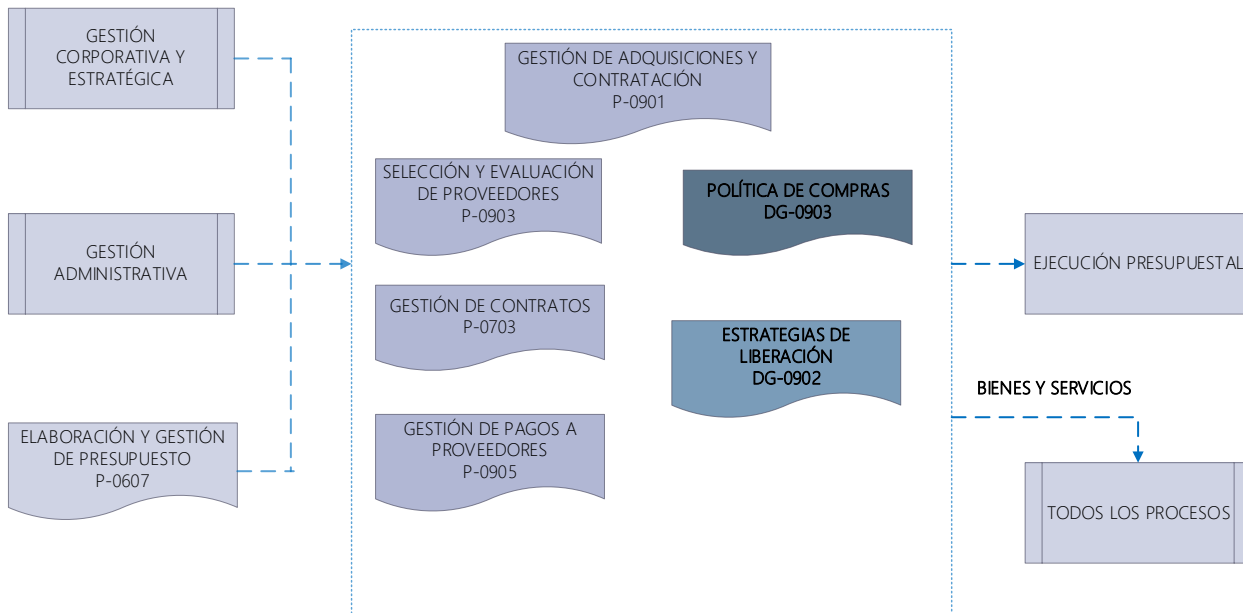 GESTIÓN
CORPORATIVA Y
ESTRATÉGICA
GESTIÓN
ADMINISTRATIVA
ELABORACIÓN Y GESTIÓN
DE PRESUPUESTO
P-0607
GESTIÓN DE ADQUISICIONES Y
CONTRATACIÓN
P-0901
SELECCIÓN Y EVALUACIÓN
DE PROVEEDORES
P-0903
GESTIÓN DE CONTRATOS
P-0703
GESTIÓN DE PAGOS A
PROVEEDORES
P-0905
POLÍTICA DE COMPRAS
DG-0903
ESTRATEGIAS DE
LIBERACIÓN
DG-0902
EJECUCIÓN PRESUPUESTAL
BIENES Y SERVICIOS
TODOS LOS PROCESOS